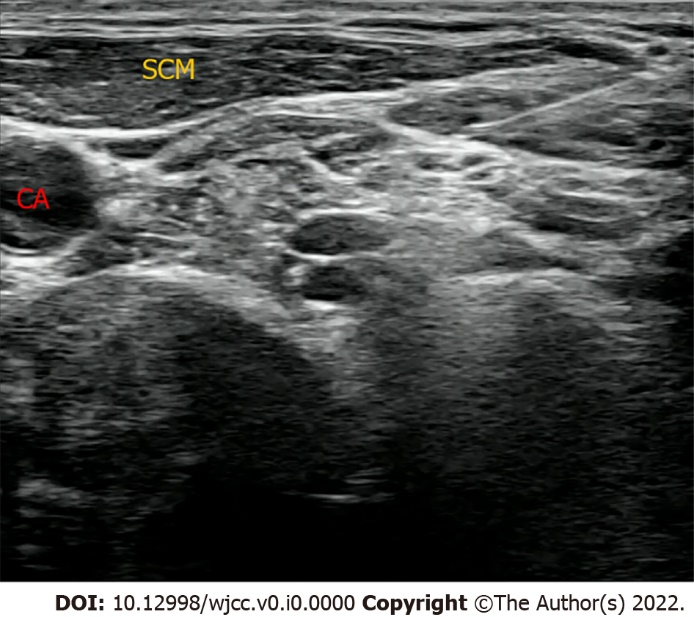 SCM
CA
DOI: 10.12998/wjcc.v0.i0.0000 Copyright ©The Author(s) 2022.